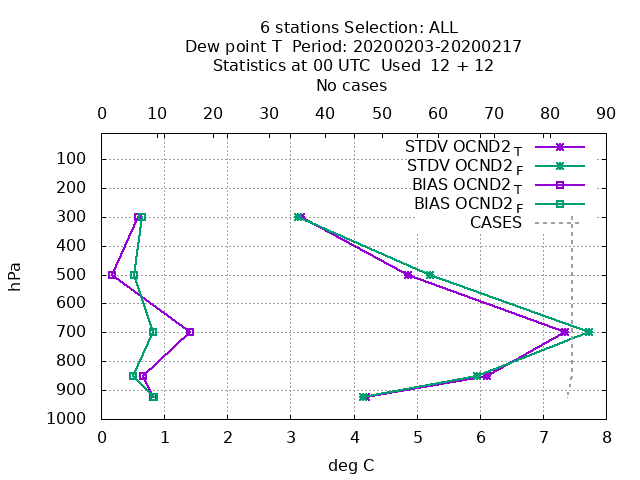 6 stations Selection: ALL
Dew point T  Period: 20200203-20200217
Statistics at 00 UTC  Used  12 + 12
No cases
0 10 16 20 30 36 40 46 50 60 70 80 90
STDV OCND2 T
STDV OCND2 F
BIAS OCND2 T
BIAS OCND2 F
CASES
hPa
100
200
300
400
500
600
700
800
900
1000
0 1 2 3 4 5 6 7 8
deg C